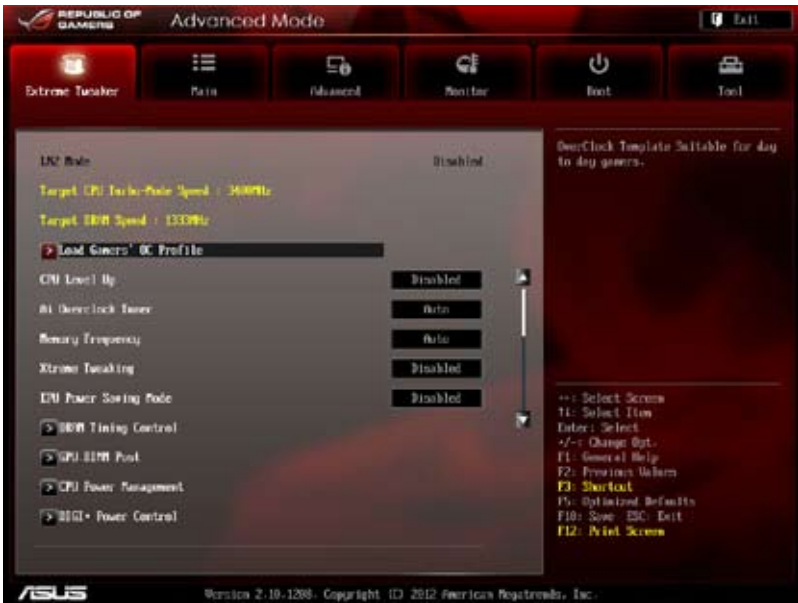 REPUBLIC OF GAMERS
Advanced Mode
Exit
Extreme Tweaker
Main
Advanced
Monitor
Boot
Tool
LN2 Mode Disabled
Target CPU Turbo-Mode Speed : 3600MHz
Target DRAM Speed : 1333MHz
Load Gamers' OC Profile
CPU Level Up Disabled
Ai Overclock Tuner Auto
Memory Frequency Auto
Xtreme Tweaking Disabled
EPU Power Saving Mode Disabled
DRAM Timing Control
GPU.DIMM Post
CPU Power Management
DIGI+ Power Control
OverClock Template Suitable for day
to day gamers.
→←: Select Screen
↑↓: Select Item
Enter: Select
+/-: Change Opt.
F1: General Help
F2: Previous Values
F3: Shortcut
F5: Optimized Defaults
F10: Save ESC: Exit
F12: Print Screen
ASUS
Version 2.10.1208. Copyright (C) 2012 American Megatrends, Inc.